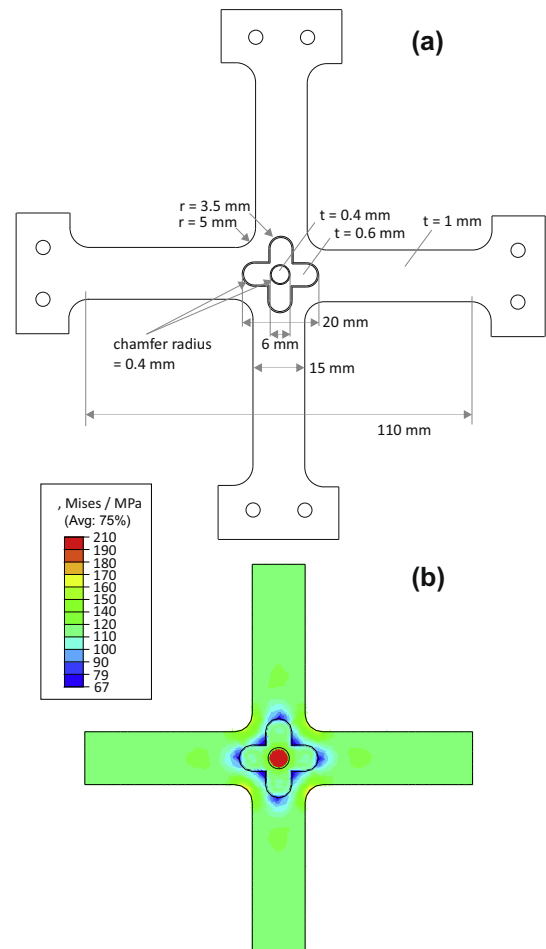 (a)
r = 3.5 mm
r = 5 mm
t = 0.4 mm
t = 0.6 mm
t = 1 mm
chamfer radius
= 0.4 mm
20 mm
6 mm
15 mm
110 mm
, Mises / MPa
(Avg: 75%)
210
190
180
170
160
150
140
120
110
100
90
79
67
(b)